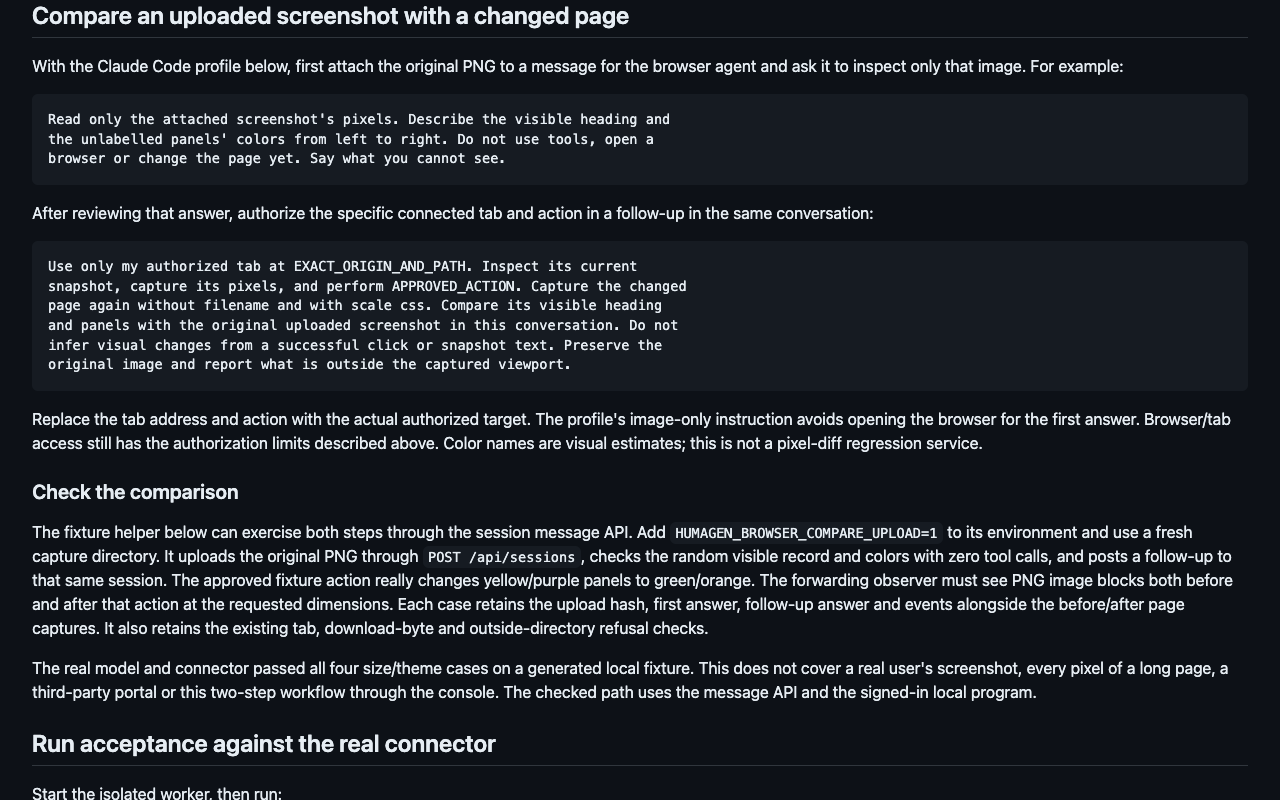 Compare an uploaded screenshot with a changed page
With the Claude Code profile below, first attach the original PNG to a message for the browser agent and ask it to inspect only that image. For example:
Read only the attached screenshot's pixels. Describe the visible heading and
the unlabelled panels' colors from left to right. Do not use tools, open a
browser or change the page yet. Say what you cannot see.
After reviewing that answer, authorize the specific connected tab and action in a follow-up in the same conversation:
Use only my authorized tab at EXACT_ORIGIN_AND_PATH. Inspect its current
snapshot, capture its pixels, and perform APPROVED_ACTION. Capture the changed
page again without filename and with scale css. Compare its visible heading
and panels with the original uploaded screenshot in this conversation. Do not
infer visual changes from a successful click or snapshot text. Preserve the
original image and report what is outside the captured viewport.
Replace the tab address and action with the actual authorized target. The profile's image-only instruction avoids opening the browser for the first answer. Browser/tab
access still has the authorization limits described above. Color names are visual estimates; this is not a pixel-diff regression service.
Check the comparison
The fixture helper below can exercise both steps through the session message API. Add HUMAGEN_BROWSER_COMPARE_UPLOAD=1 to its environment and use a fresh
capture directory. It uploads the original PNG through POST /api/sessions, checks the random visible record and colors with zero tool calls, and posts a follow-up to
that same session. The approved fixture action really changes yellow/purple panels to green/orange. The forwarding observer must see PNG image blocks both before
and after that action at the requested dimensions. Each case retains the upload hash, first answer, follow-up answer and events alongside the before/after page
captures. It also retains the existing tab, download-byte and outside-directory refusal checks.
The real model and connector passed all four size/theme cases on a generated local fixture. This does not cover a real user's screenshot, every pixel of a long page, a
third-party portal or this two-step workflow through the console. The checked path uses the message API and the signed-in local program.
Run acceptance against the real connector
Start the isolated worker, then run: